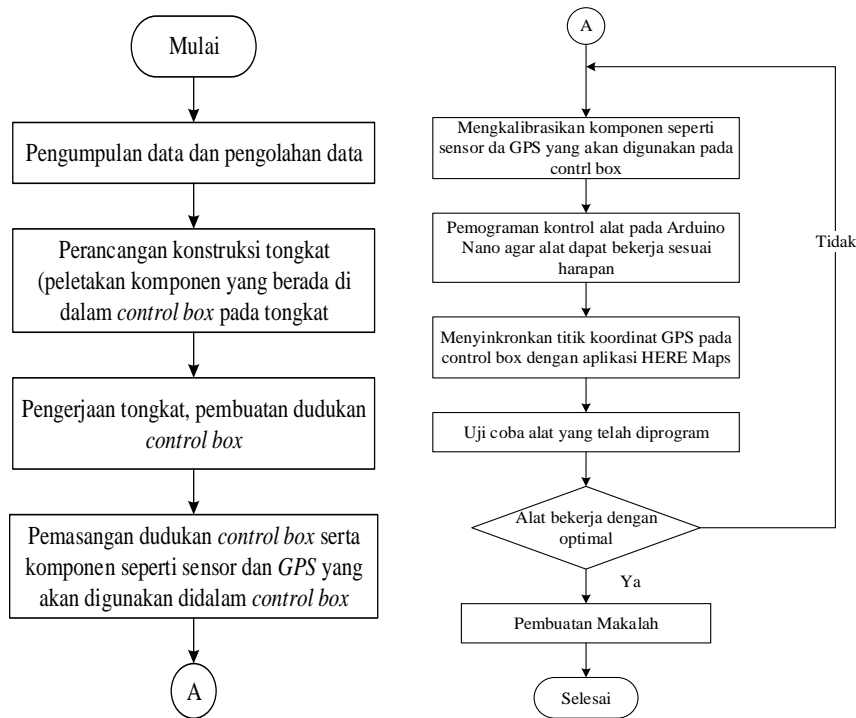 Mulai
Pengumpulan data dan pengolahan data
Perancangan konstruksi tongkat
(peletakan komponen yang berada di
dalam control box pada tongkat
Pengerjaan tongkat, pembuatan dudukan
control box
Pemasangan dudukan control box serta
komponen seperti sensor dan GPS yang
akan digunakan didalam control box
A
A
Mengkalibrasikan komponen seperti
sensor da GPS yang akan digunakan pada
contrl box
Pemograman kontrol alat pada Arduino
Nano agar alat dapat bekerja sesuai
harapan
Tidak
Menyinkronkan titik koordinat GPS pada
control box dengan aplikasi HERE Maps
Uji coba alat yang telah diprogram
Alat bekerja dengan
optimal
Ya
Pembuatan Makalah
Selesai